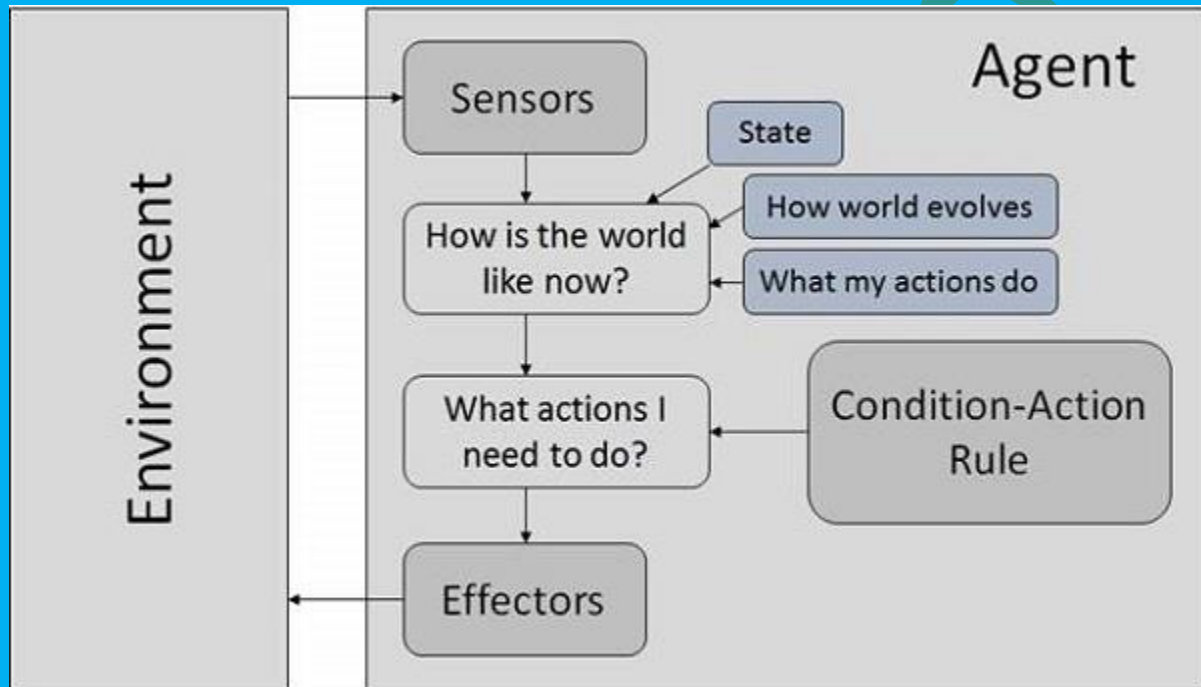 Environment
Agent
Sensors
State
How world evolves
How is the world
like now?
What my actions do
What actions I
need to do?
Condition-Action
Rule
Effectors